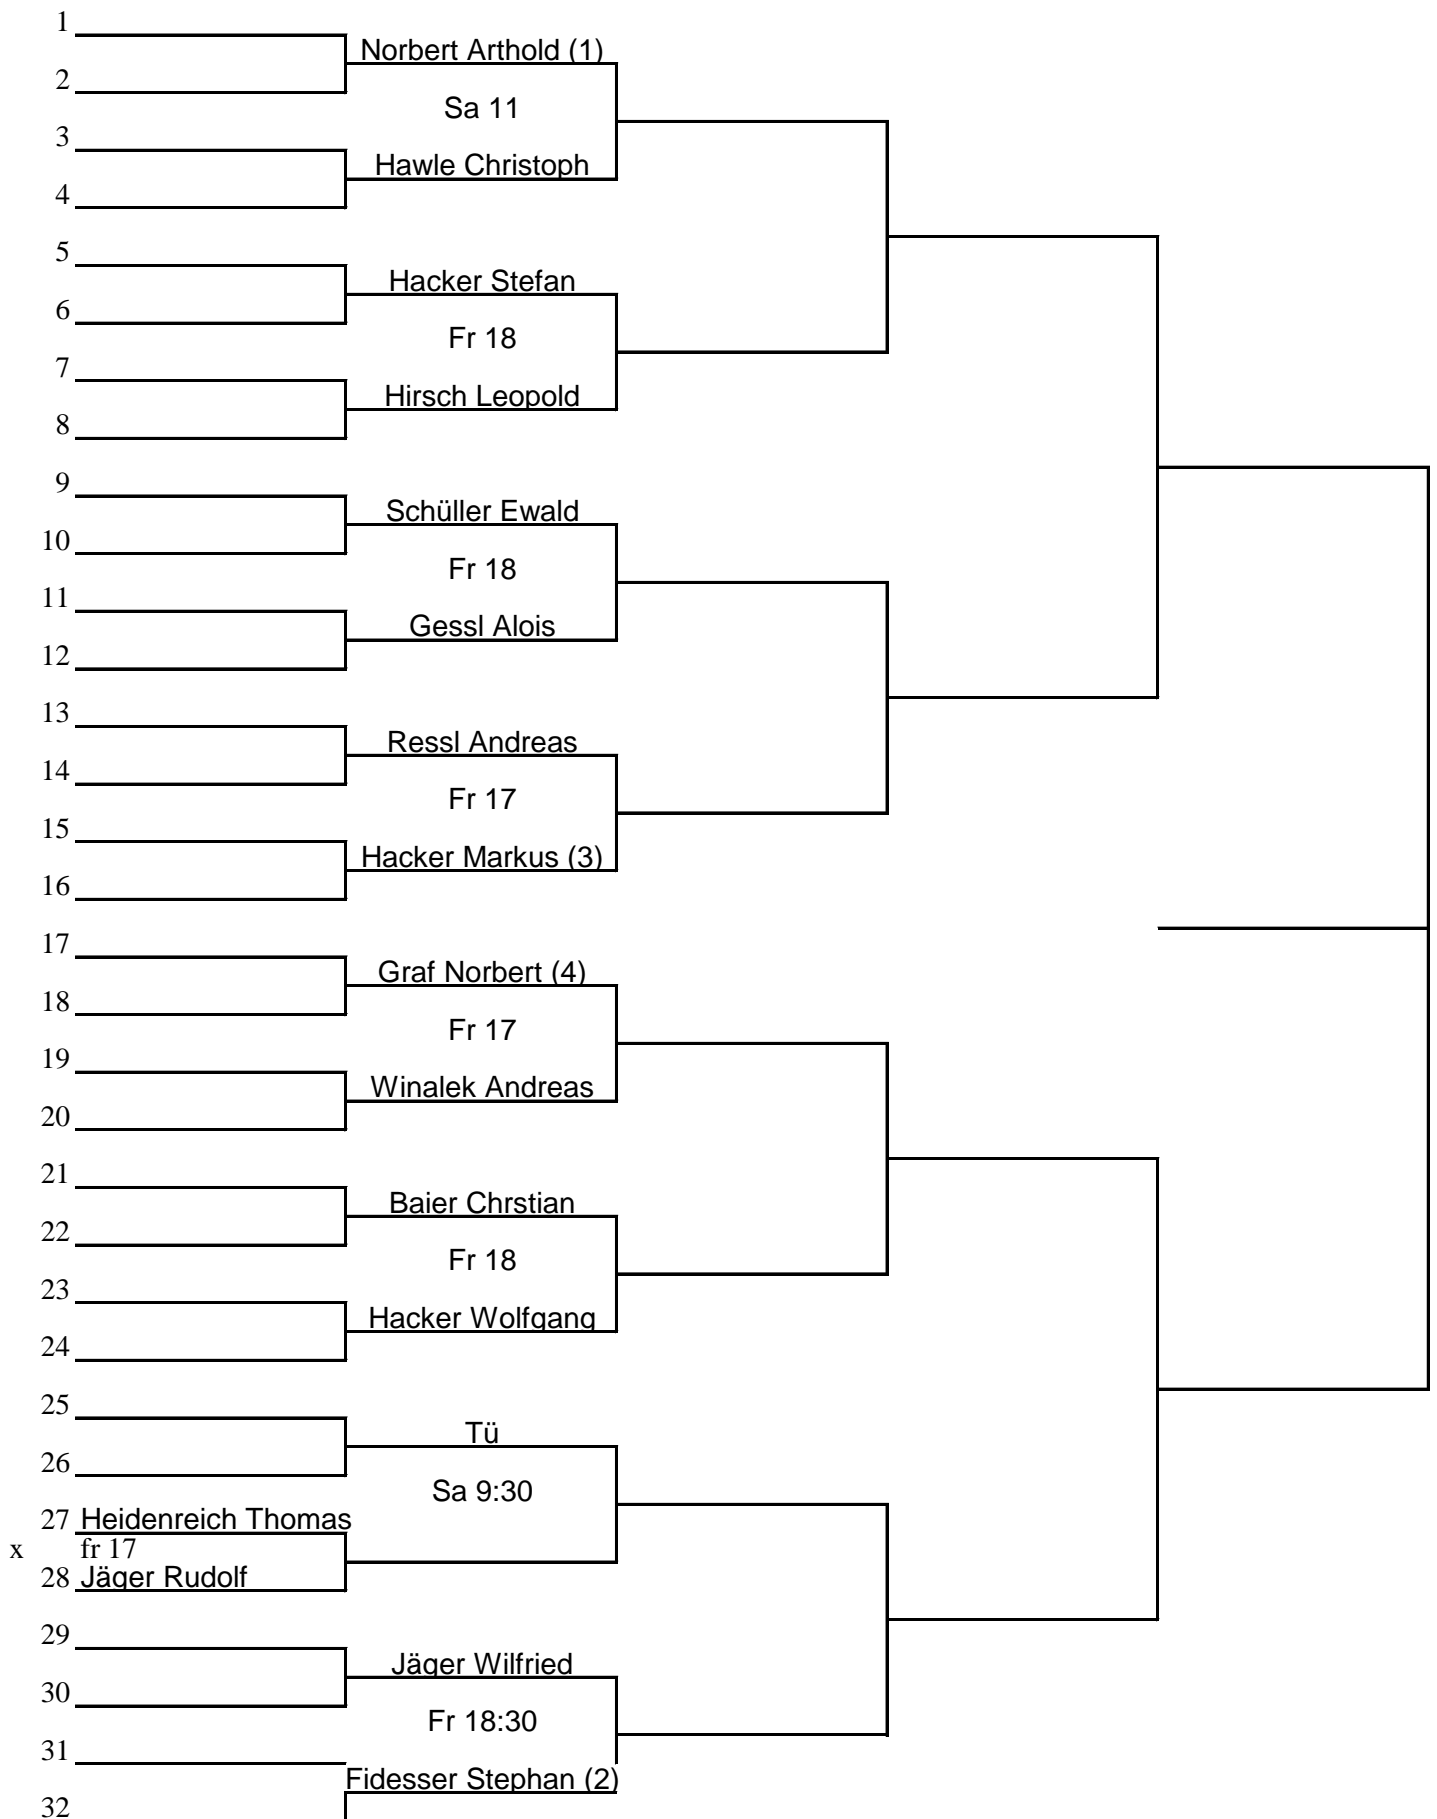 1
Norbert Arthold (1)
2
Sa 11
3
Hawle Christoph
4
5
Hacker Stefan
6
Fr 18
7
Hirsch Leopold
8
9
Schüller Ewald
10
Fr 18
11
Gessl Alois
12
13
Ressl Andreas
14
Fr 17
15
Hacker Markus (3)
16
17
Graf Norbert (4)
18
Fr 17
19
Winalek Andreas
20
21
Baier Chrstian
22
Fr 18
23
Hacker Wolfgang
24
25
Tü
26
Sa 9:30
27 Heidenreich Thomas
x fr 17
28 Jäger Rudolf
29
Jäger Wilfried
30
Fr 18:30
31
Fidesser Stephan (2)
32